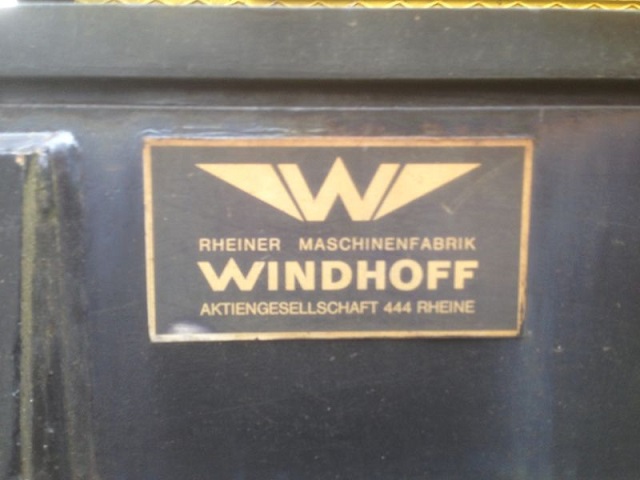 W
RHEINER MASCHINENFABRIK
WINDHOFF
AKTIENGESELLSCHAFT 444 RHEINE